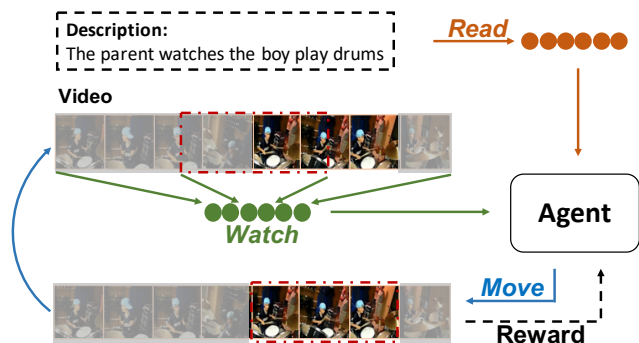 Description:
The parent watches the boy play drums
Read
Video
Watch
Agent
Move
Reward